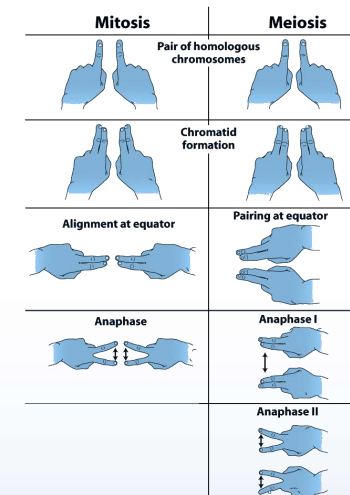 Mitosis
Meiosis
Pair of homologous
chromosomes
Chromatid
formation
Alignment at equator
Pairing at equator
Anaphase
Anaphase I
Anaphase II